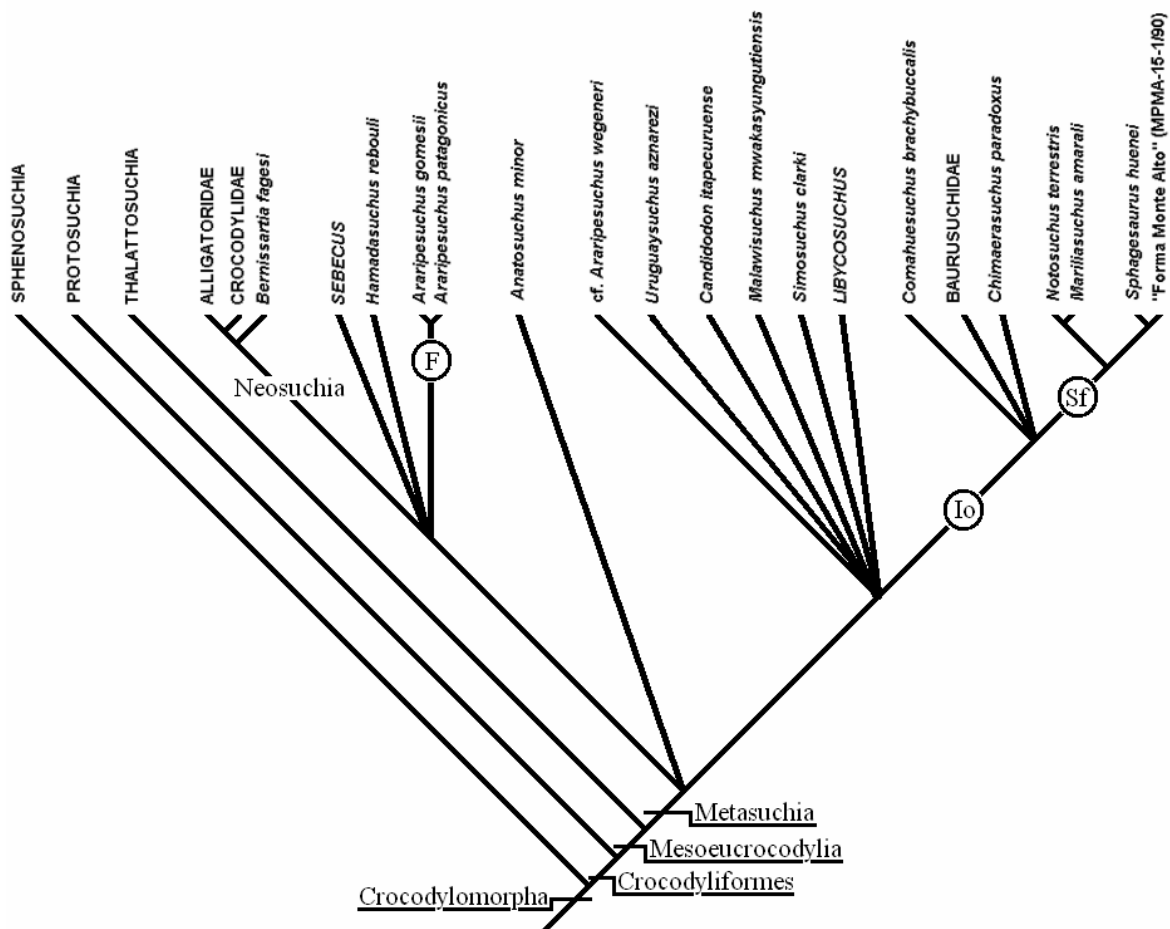 SPHENOSUCHIA
PROTOSUCHIA
THALATTOSUCHIA
ALLIGATORIDAE
CROCODYLIDAE
Bernissartia fagesi
SEBECUS
Hamadasuchus rebouli
Araripesuchus gomesii
Araripesuchus patagonicus
Anatosuchus minor
cf. Araripesuchus wegeneri
Uruguaysuchus aznarezi
Candidodon itapecuruense
Malawisuchus mwakasyungutiensis
Simosuchus clarki
LIBYCOSUCHUS
Comahuesuchus brachybuccalis
BAURUSUCHIDAE
Chimaerasuchus paradoxus
Notosuchus terrestris
Mariliasuchus amarali
Sphagesaurus huenei
"Forma Monte Alto" (MPMA-15-1/90)
F
Neosuchia
Sf
Io
Metasuchia
Mesoeucrocodylia
Crocodyliformes
Crocodylomorpha